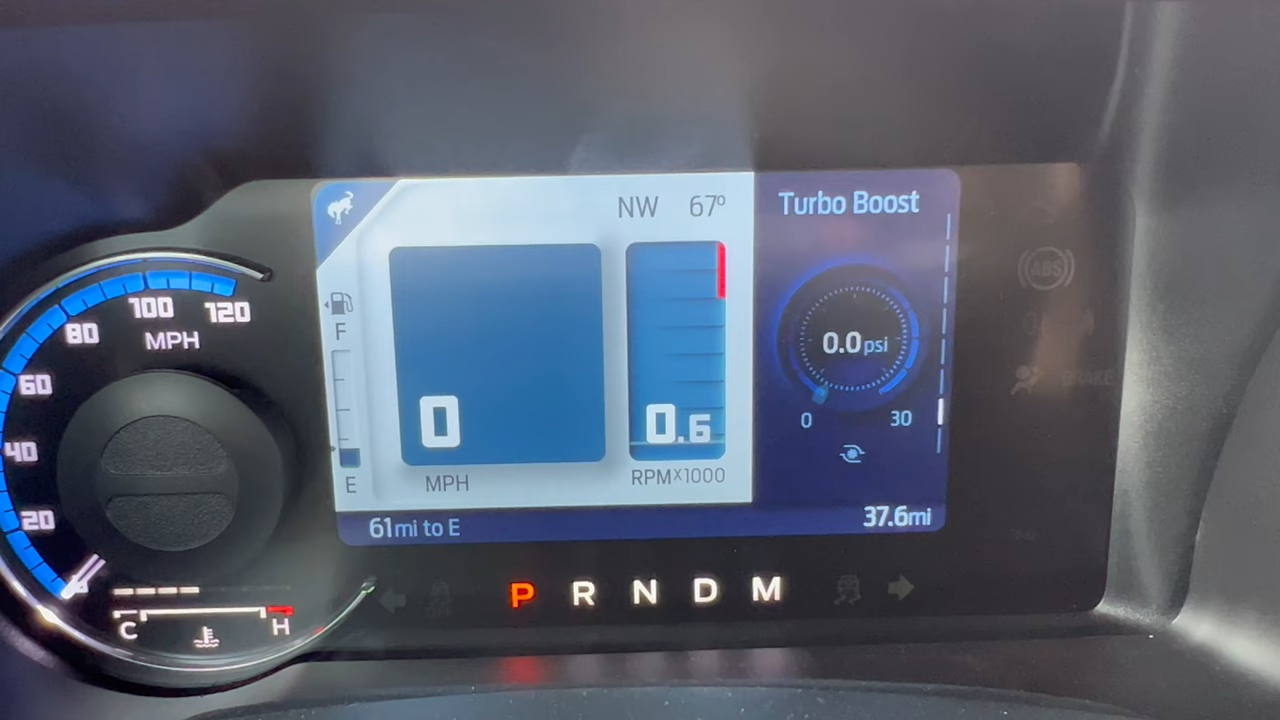 NW 67°
Turbo Boost
120
100
80
MPH
60
40
20
F
E
0
MPH
0.6
RPMx1000
0.0psi
0 30
ABS
BRAKE
61mi to E
37.6mi
P R N D M
C H